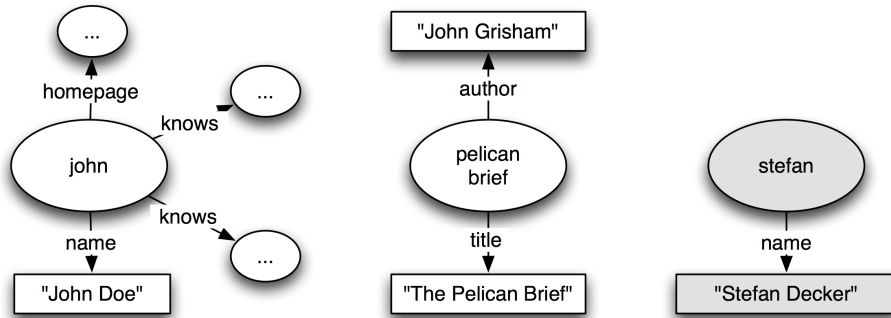 ...
homepage
knows
...
john
knows
...
name
"John Doe"
"John Grisham"
author
pelican
brief
title
"The Pelican Brief"
stefan
name
"Stefan Decker"